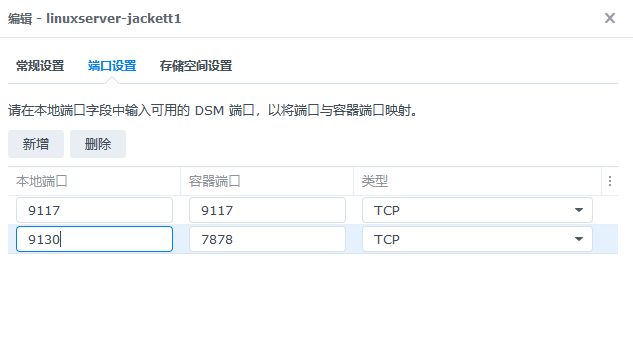 编辑 - linuxserver-jackett1
常规设置 端口设置 存储空间设置
请在本地端口字段中输入可用的 DSM 端口，以将端口与容器端口映射。
新增 删除
本地端口 容器端口 类型
9117 9117 TCP
9130 7878 TCP